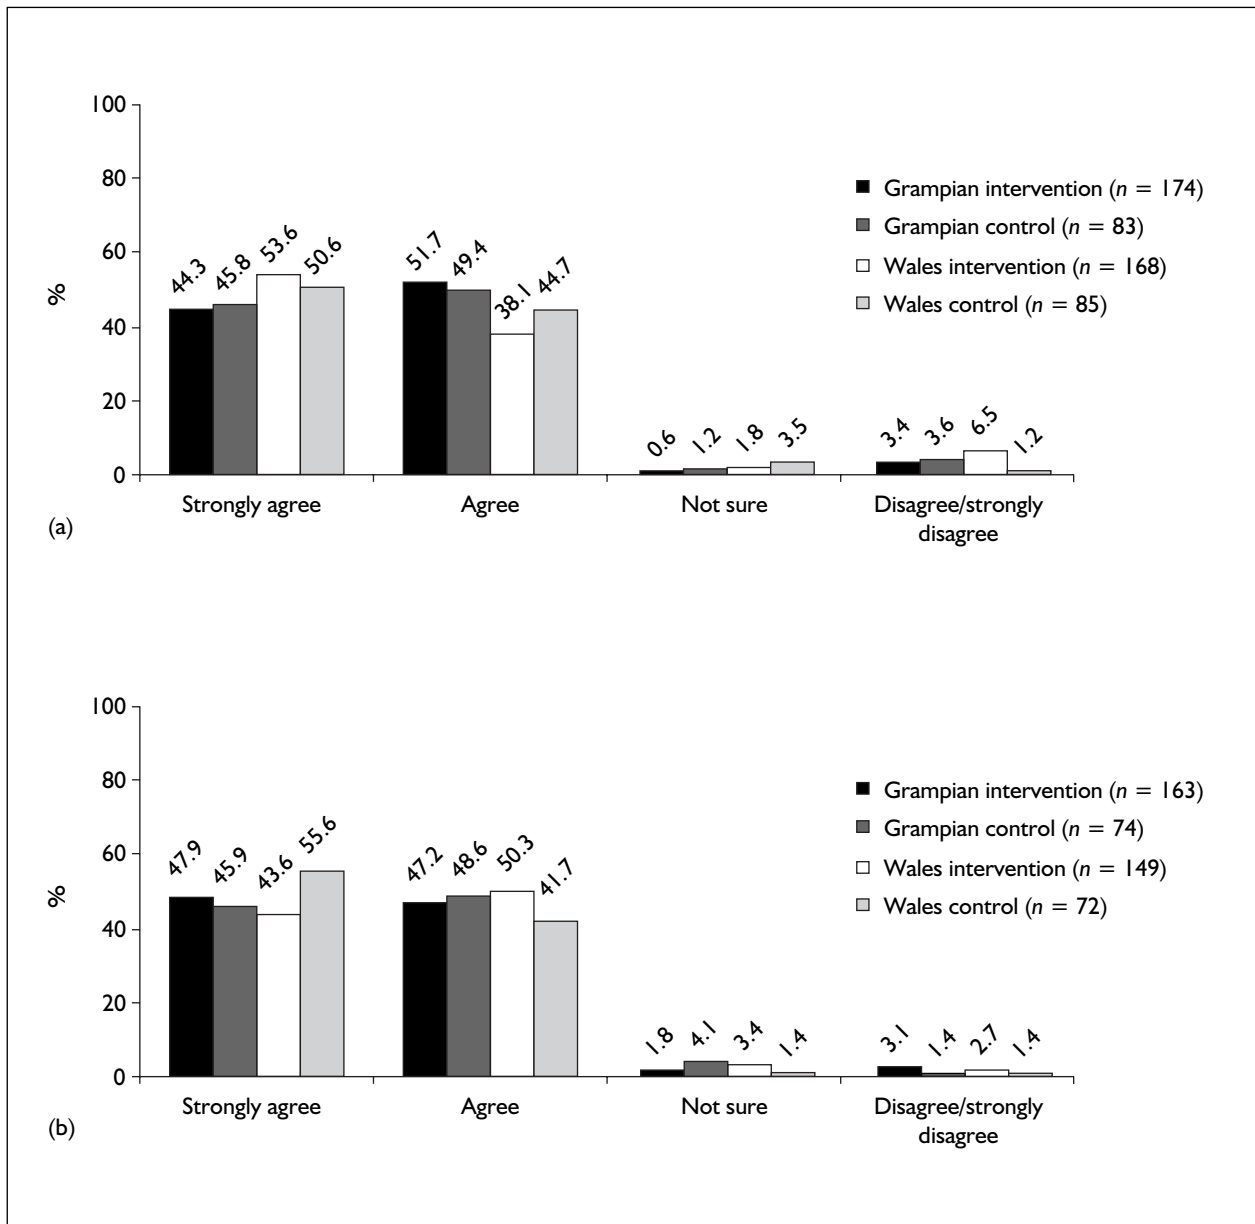 100
80
60
40
20
0
%
44.3
45.8
53.6
50.6
51.7
49.4
38.1
44.7
0.6
1.2
1.8
3.5
3.4
3.6
6.5
1.2
Grampian intervention (n = 174)
Grampian control (n = 83)
Wales intervention (n = 168)
Wales control (n = 85)
Strongly agree
Agree
Not sure
Disagree/strongly
disagree
(a)
100
80
60
40
20
0
%
47.9
45.9
43.6
55.6
47.2
48.6
50.3
41.7
1.8
4.1
3.4
1.4
3.1
1.4
2.7
1.4
Grampian intervention (n = 163)
Grampian control (n = 74)
Wales intervention (n = 149)
Wales control (n = 72)
Strongly agree
Agree
Not sure
Disagree/strongly
disagree
(b)